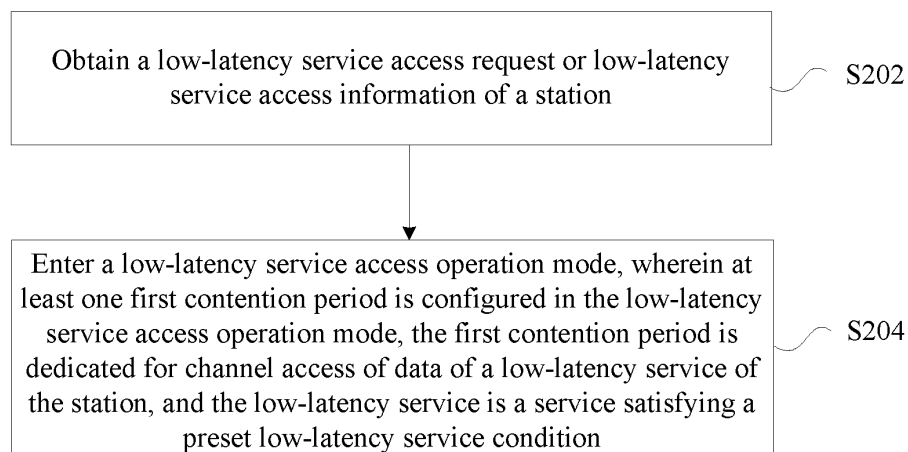 Obtain a low-latency service access request or low-latency
service access information of a station
S202
Enter a low-latency service access operation mode, wherein at
least one first contention period is configured in the low-latency
service access operation mode, the first contention period is
dedicated for channel access of data of a low-latency service of
the station, and the low-latency service is a service satisfying a
preset low-latency service condition
S204